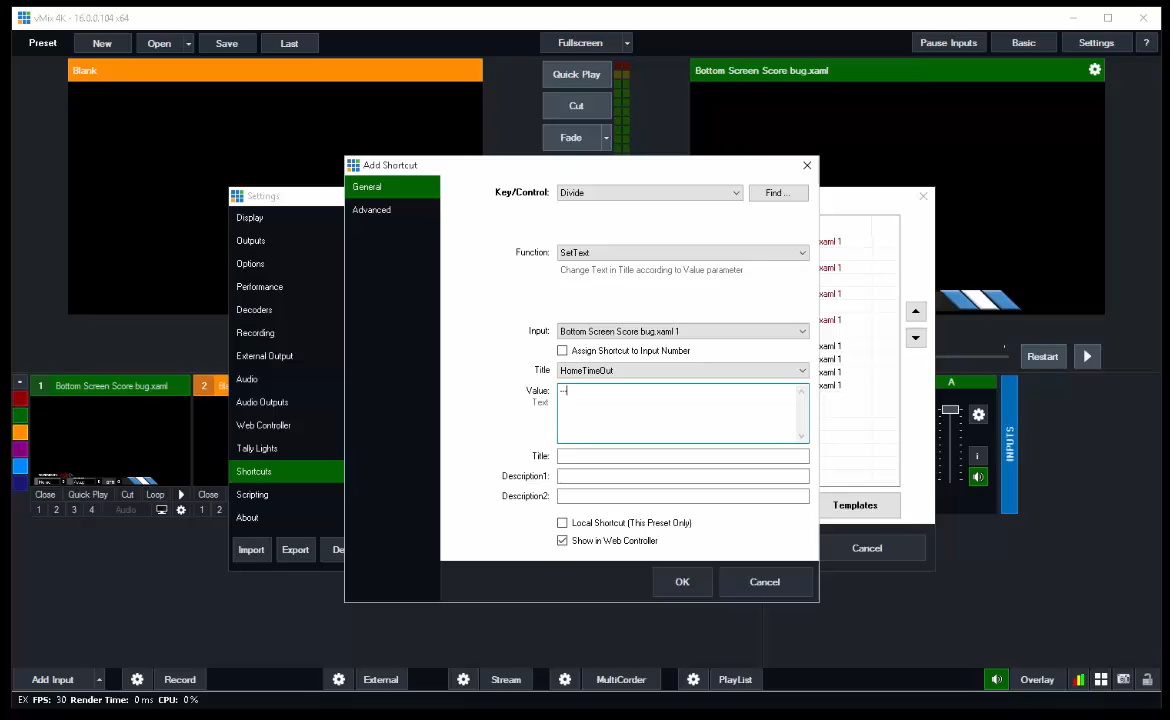 vMix 4K - 16.0.0.104 x64
Preset
New
Open
Save
Last
Fullscreen
Pause Inputs
Basic
Settings
?
Blank
Quick Play
Cut
Fade
Bottom Screen Score bug.xaml
Add Shortcut
General
Advanced
Key/Control:
Divide
Find ...
Function:
SetText
Change Text in Title according to Value parameter
Input:
Bottom Screen Score bug.xaml 1
Assign Shortcut to Input Number
Title
HomeTimeOut
Value:
--
Text
Title:
Description1:
Description2:
Local Shortcut (This Preset Only)
Show in Web Controller
OK
Cancel
Settings
Display
Outputs
Options
Performance
Decoders
Recording
External Output
Audio
Audio Outputs
Web Controller
Tally Lights
Shortcuts
Scripting
About
Import
Export
De
xaml 1
xaml 1
xaml 1
xaml 1
xaml 1
xaml 1
xaml 1
xaml 1
Templates
Cancel
Restart
1 Bottom Screen Score bug.xaml
2 Bl
Close Quick Play Cut Loop Close
1 2 3 4 Audio 1 2
A
i
INPUTS
Add Input
Record
External
Stream
MultiCorder
PlayList
Overlay
EX FPS: 30 Render Time: 0 ms CPU: 0 %